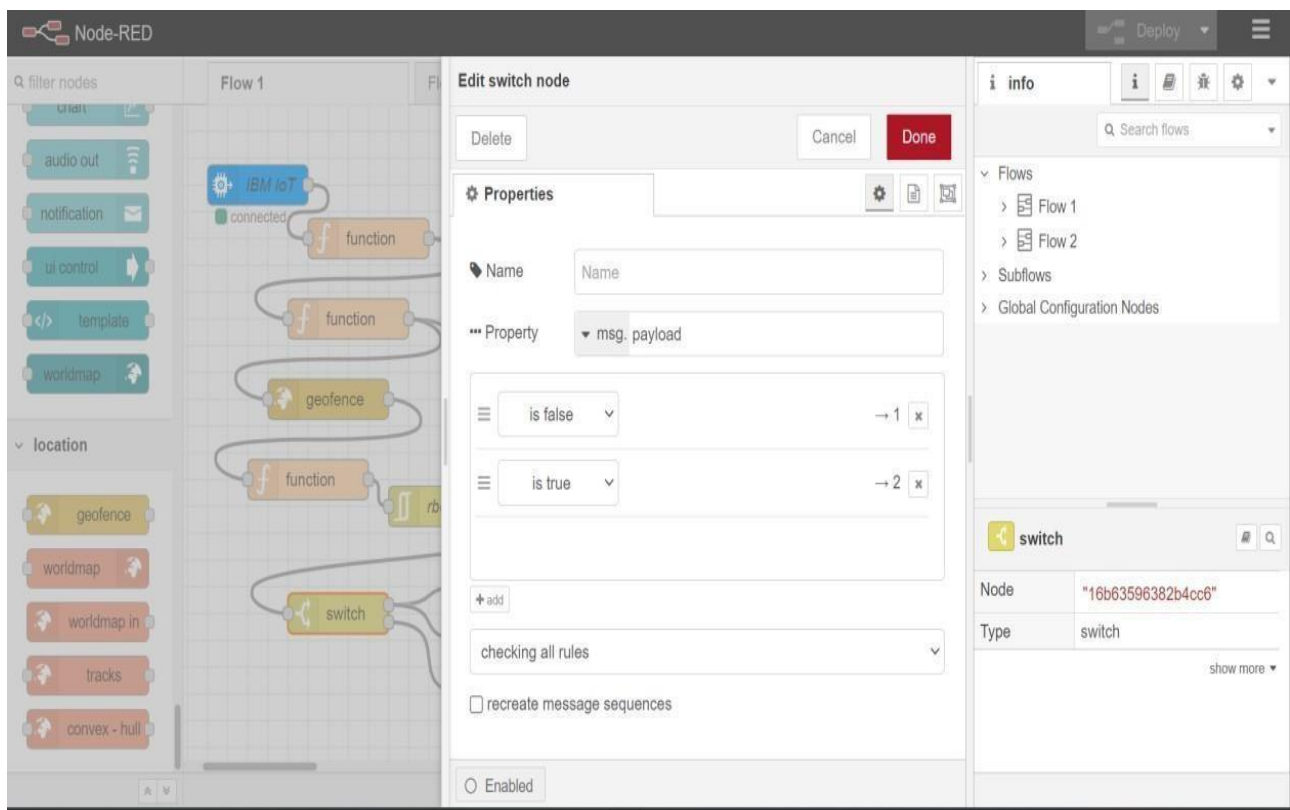 Node-RED
Deploy
filter nodes
chart
audio out
notification
ui control
</> template
worldmap
location
geofence
worldmap
worldmap in
tracks
convex - hull
Flow 1
IBM IoT
connected
function
function
geofence
function
switch
Edit switch node
Delete
Cancel
Done
Properties
Name
Name
Property
msg. payload
is false
→ 1
is true
→ 2
+ add
checking all rules
recreate message sequences
Enabled
i info
i
Search flows
Flows
Flow 1
Flow 2
Subflows
Global Configuration Nodes
switch
Node "16b63596382b4cc6"
Type switch
show more